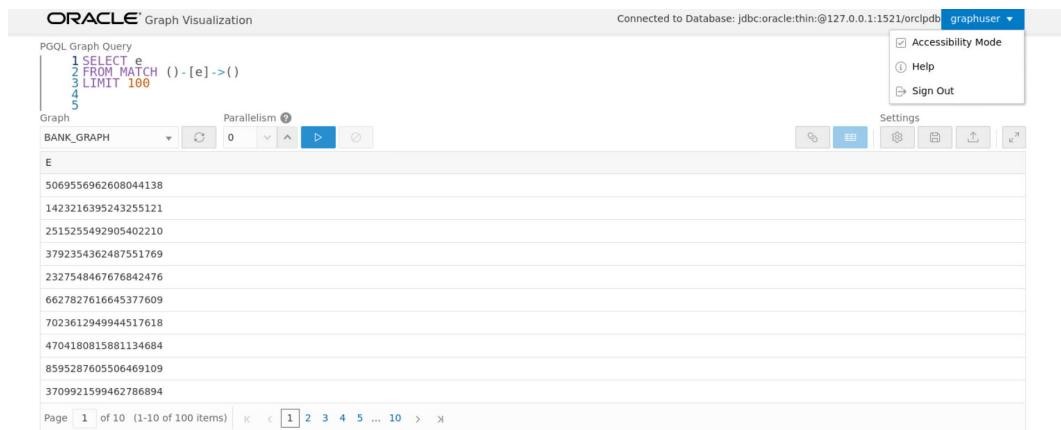 ORACLE® Graph Visualization
Connected to Database: jdbc:oracle:thin:@127.0.0.1:1521/orclpdb graphuser
Accessibility Mode
Help
Sign Out
PGQL Graph Query
1 SELECT e
2 FROM MATCH ()-[e]->()
3 LIMIT 100
4
5
Graph Parallelism Settings
BANK_GRAPH 0
E
5069556962608044138
1423216395243255121
2515255492905402210
3792354362487551769
2327548467676842476
6627827616645377609
7023612949944517618
4704180815881134684
8595287605506469109
3709921599462786894
Page 1 of 10 (1-10 of 100 items) 1 2 3 4 5 ... 10